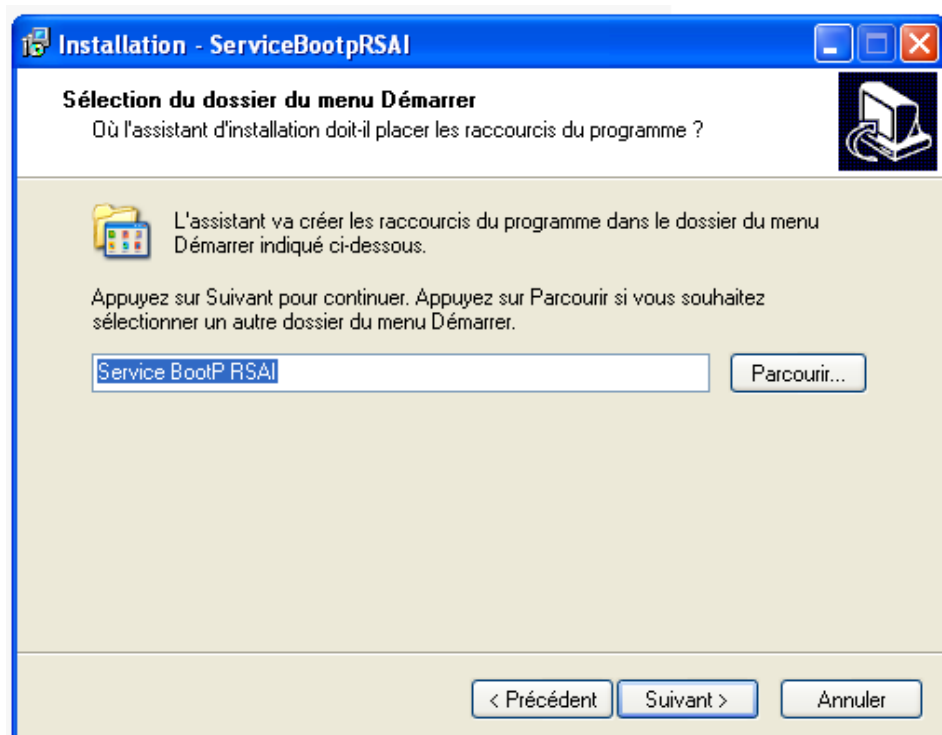 Installation - ServiceBootpRSAI
Sélection du dossier du menu Démarrer
Où l'assistant d'installation doit-il placer les raccourcis du programme ?
L'assistant va créer les raccourcis du programme dans le dossier du menu
Démarrer indiqué ci-dessous.
Appuyez sur Suivant pour continuer. Appuyez sur Parcourir si vous souhaitez
sélectionner un autre dossier du menu Démarrer.
Service BootP RSAI
Parcourir...
< Précédent
Suivant >
Annuler